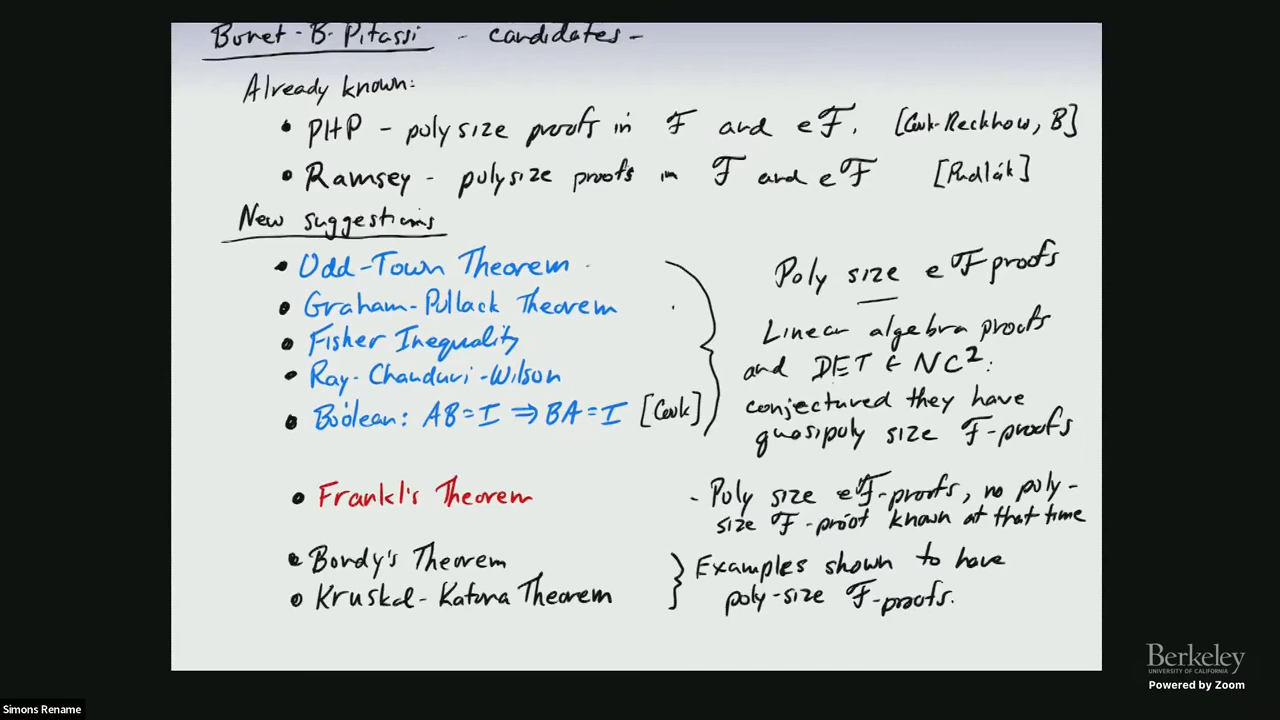 Bonet-B-Pitassi - candidates -
Already known:
• PHP - poly size proofs in F and eF. [Cook-Reckhow, B]
• Ramsey - polysize proofs in F and eF [Pudlák]
New suggestions
• Odd-Town Theorem
• Graham-Pollack Theorem
• Fisher Inequality
• Ray-Chanduri-Wilson
• Boolean: AB=I ⇒ BA=I [Cook]
Poly size eF proofs
Linear algebra proofs
and DET ∈ NC²:
conjectured they have
quasipoly size F-proofs
• Frankl's Theorem
- Poly size eF-proofs, no poly-
size F-proof known at that time
• Bondy's Theorem
• Kruskal-Katona Theorem
Examples shown to have
poly-size F-proofs.
Berkeley
UNIVERSITY OF CALIFORNIA
Powered by Zoom
Simons Rename